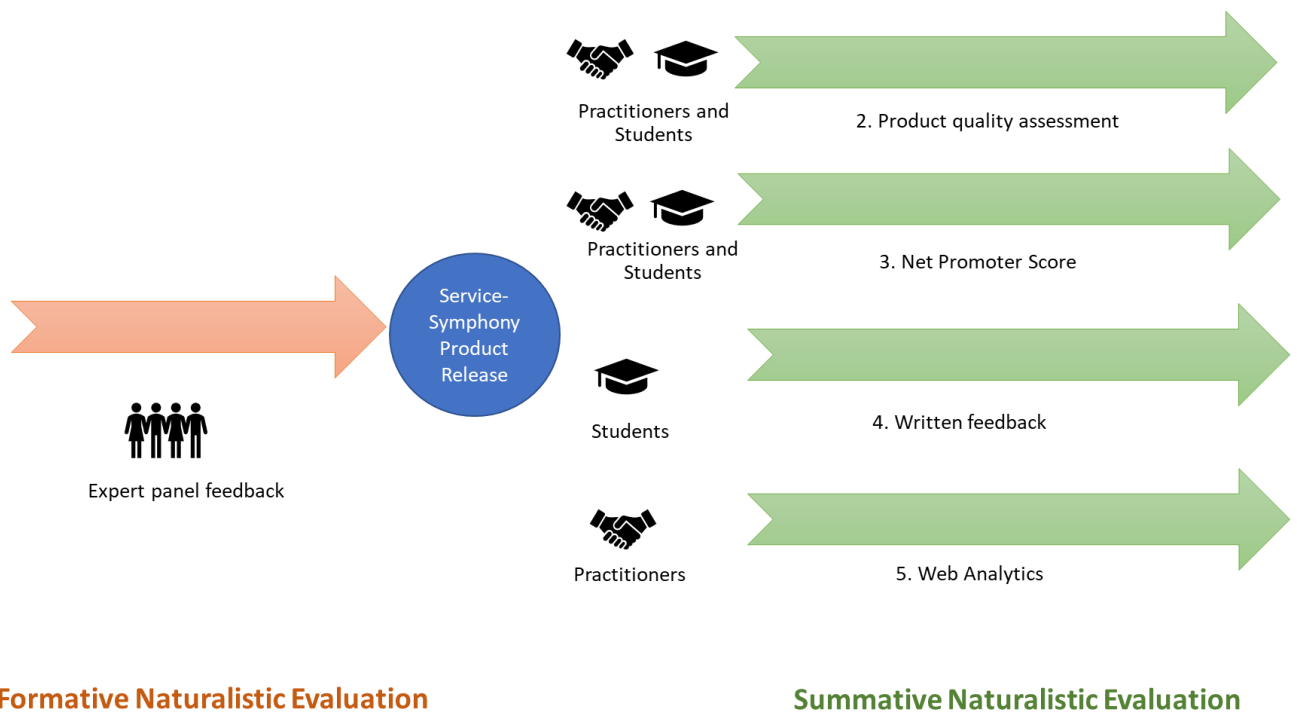 Practitioners and
Students
2. Product quality assessment
Practitioners and
Students
3. Net Promoter Score
Service-
Symphony
Product
Release
Students
4. Written feedback
Expert panel feedback
Practitioners
5. Web Analytics
Formative Naturalistic Evaluation
Summative Naturalistic Evaluation